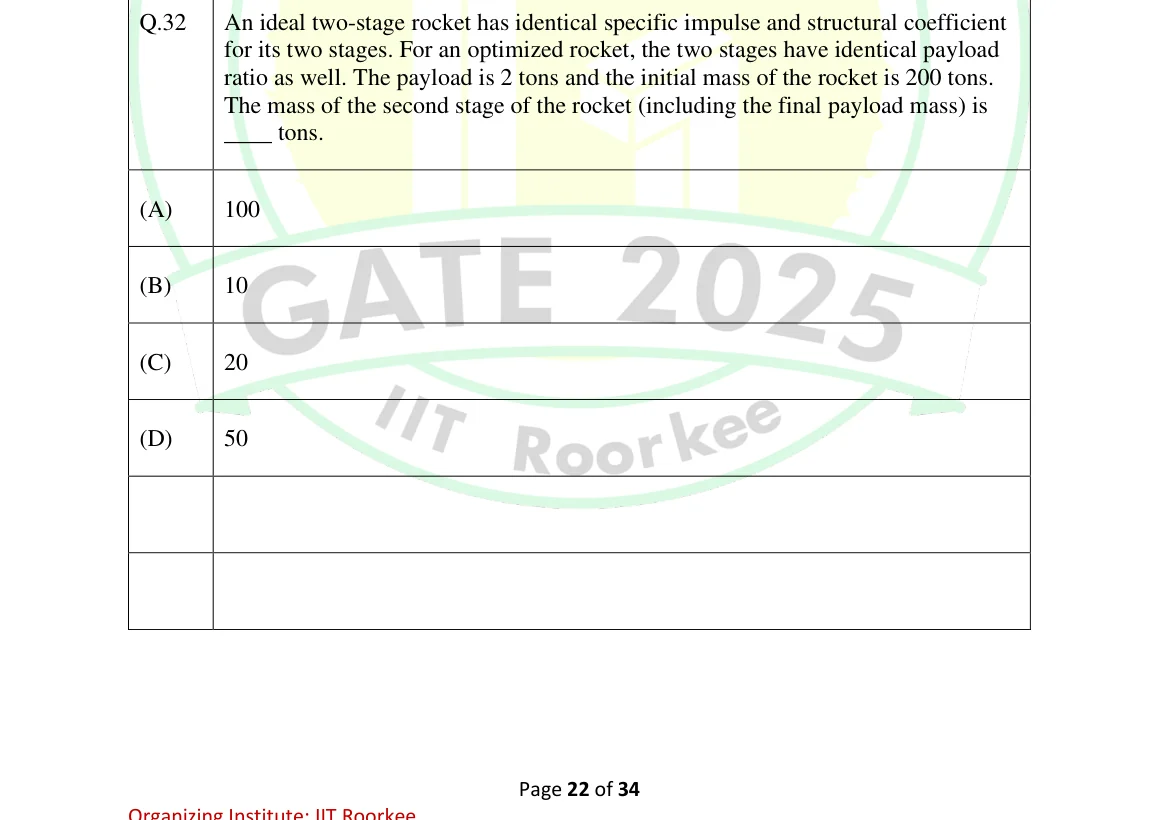 Q.32
An ideal two-stage rocket has identical specific impulse and structural coefficient
for its two stages. For an optimized rocket, the two stages have identical payload
ratio as well. The payload is 2 tons and the initial mass of the rocket is 200 tons.
The mass of the second stage of the rocket (including the final payload mass) is
____ tons.
(A) 100
(B) 10
(C) 20
(D) 50
GATE 2025
IIT Roorkee
Page 22 of 34
Organizing Institute: IIT Roorkee